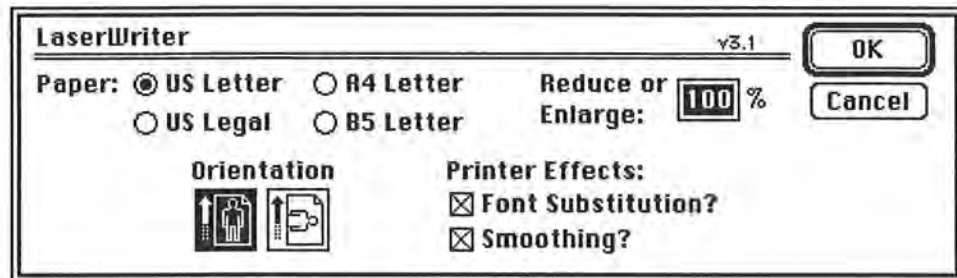 LaserWriter v3.1 OK
Paper: US Letter A4 Letter Reduce or Enlarge: 100 % Cancel
US Legal B5 Letter
Orientation Printer Effects:
Font Substitution?
Smoothing?